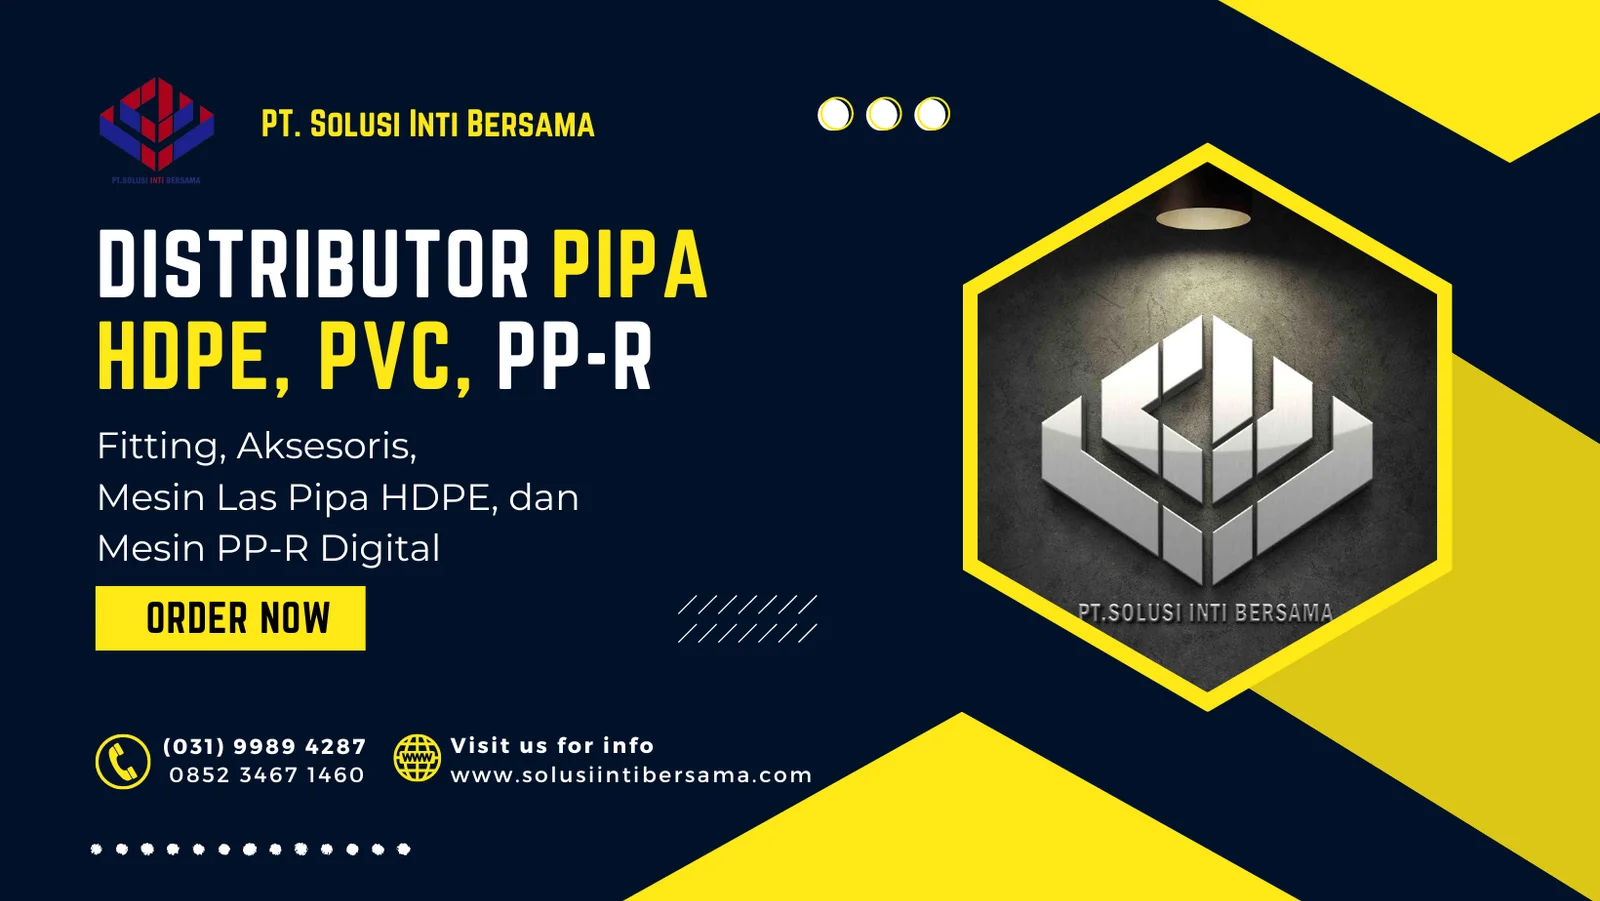 PT.SOLUSI INTI BERSAMA
PT. SOLUSI INTI BERSAMA
DISTRIBUTOR PIPA
HDPE, PVC, PP-R
Fitting, Aksesoris,
Mesin Las Pipa HDPE, dan
Mesin PP-R Digital
ORDER NOW
PT.SOLUSI INTI BERSAMA
(031) 9989 4287
0852 3467 1460
WWW
Visit us for info
www.solusiintibersama.com